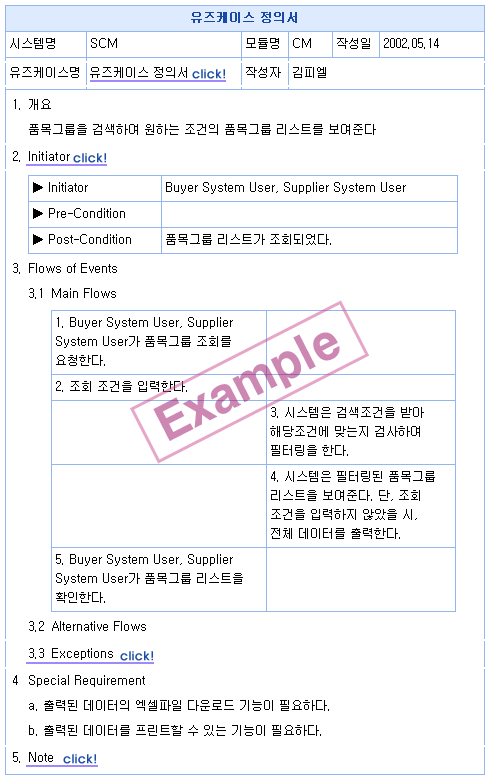 유즈케이스 정의서
시스템명 SCM 모듈명 CM 작성일 2002.05.14
유즈케이스명 유즈케이스 정의서 click! 작성자 김피엘
1. 개요
품목그룹을 검색하여 원하는 조건의 품목그룹 리스트를 보여준다
2. Initiator click!
▶ Initiator Buyer System User, Supplier System User
▶ Pre-Condition
▶ Post-Condition 품목그룹 리스트가 조회되었다.
3. Flows of Events
3.1 Main Flows
1. Buyer System User, Supplier
System User가 품목그룹 조회를
요청한다.
2. 조회 조건을 입력한다.
3. 시스템은 검색조건을 받아
해당조건에 맞는지 검사하여
필터링을 한다.
4. 시스템은 필터링된 품목그룹
리스트를 보여준다. 단, 조회
조건을 입력하지 않았을 시,
전체 데이터를 출력한다.
5. Buyer System User, Supplier
System User가 품목그룹 리스트을
확인한다.
Example
3.2 Alternative Flows
3.3 Exceptions click!
4 Special Requirement
a. 출력된 데이터의 엑셀파일 다운로드 기능이 필요하다.
b. 출력된 데이터를 프린트할 수 있는 기능이 필요하다.
5. Note click!